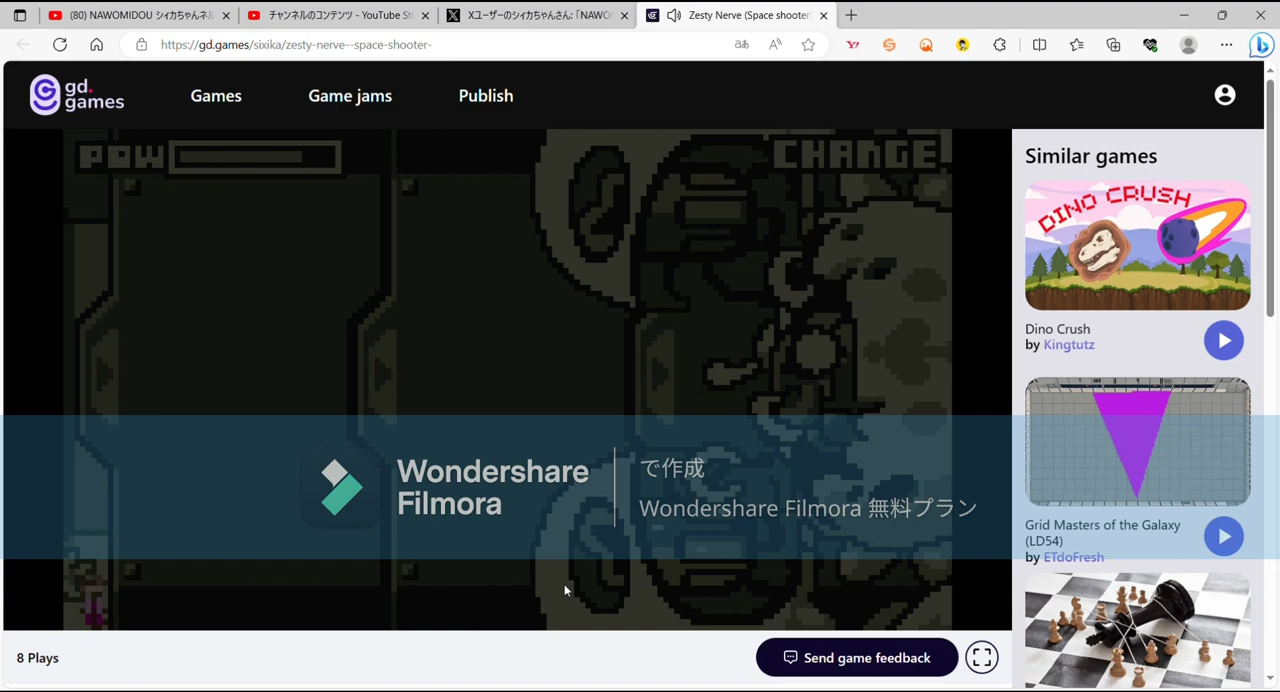 (80) NAWOMIDOU シィカちゃんネル
チャンネルのコンテンツ - YouTube St
Xユーザーのシィカちゃんさん:「NAWO
Zesty Nerve (Space shooter)
https://gd.games/sixika/zesty-nerve--space-shooter-
gd.
games
Games
Game jams
Publish
POW
CHANGE!
Similar games
DINO CRUSH
Dino Crush
by Kingtutz
Wondershare
Filmora
で作成
Wondershare Filmora 無料プラン
Grid Masters of the Galaxy
(LD54)
by ETdoFresh
8 Plays
Send game feedback